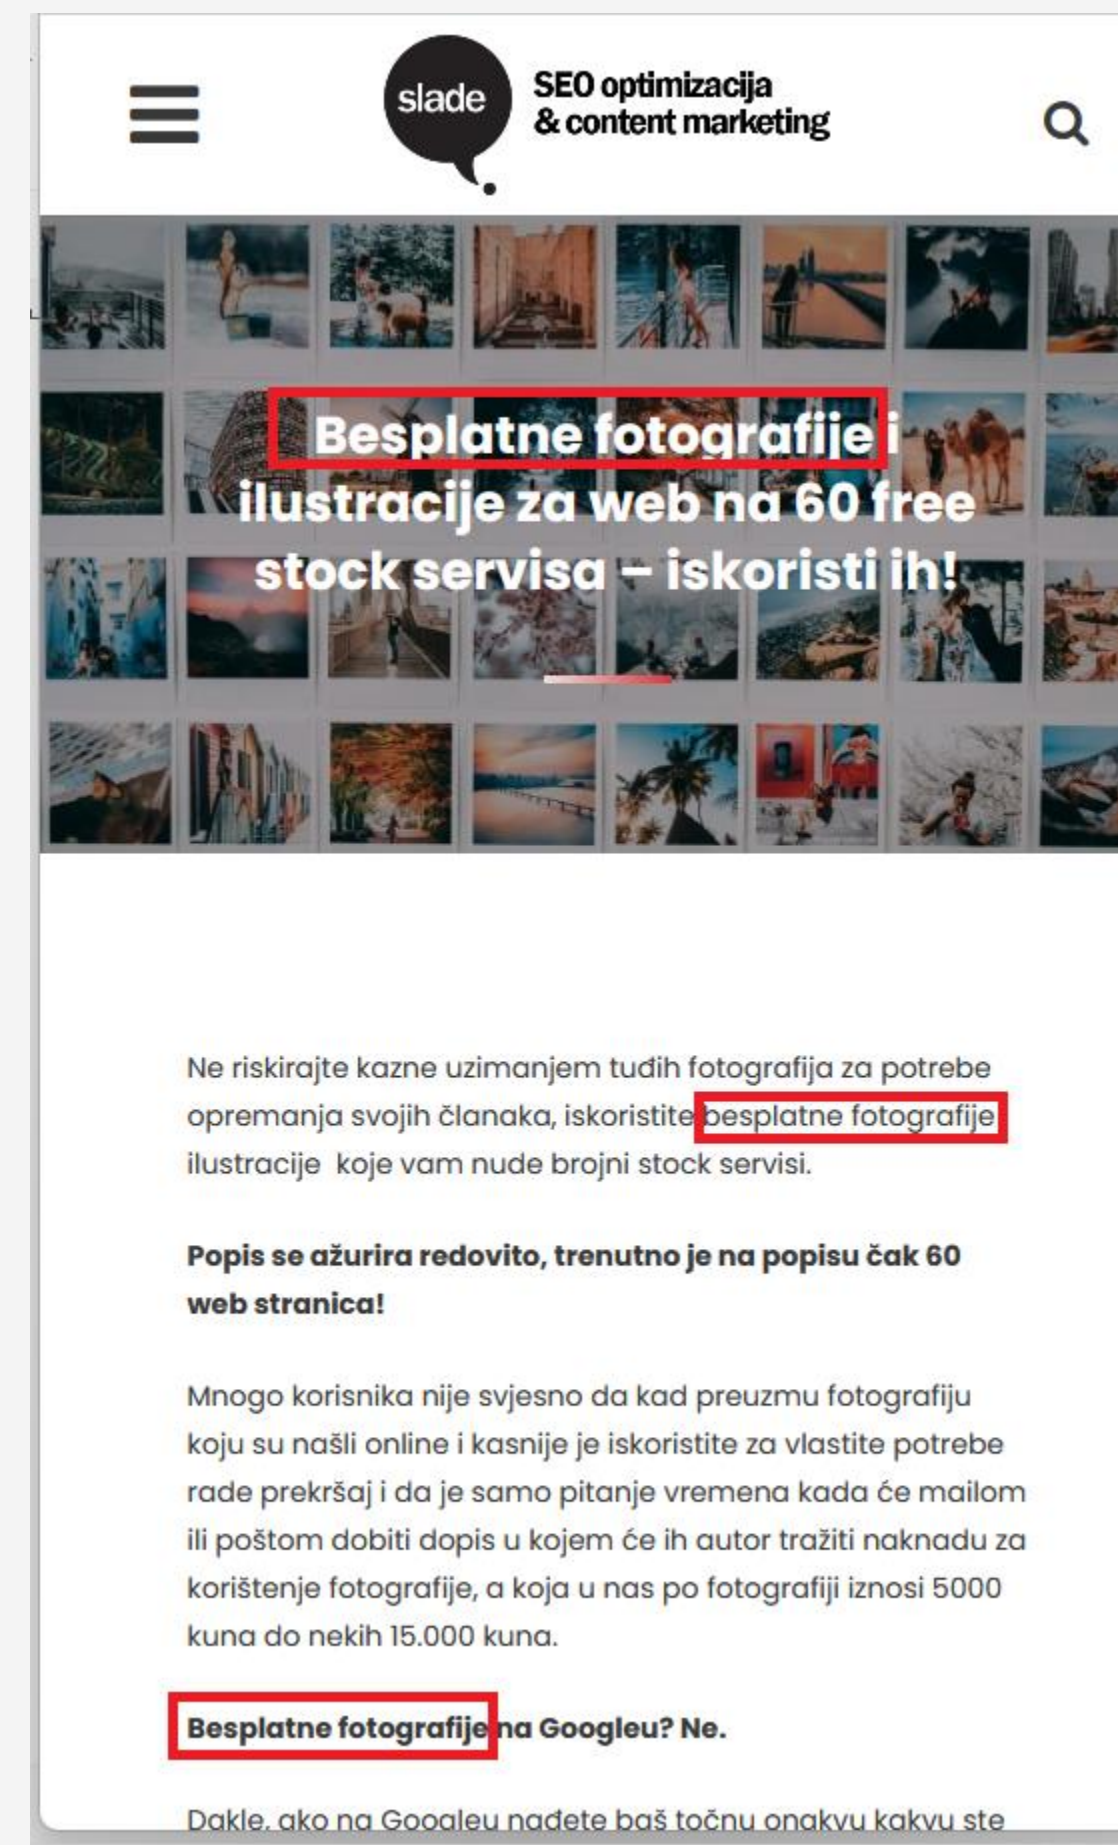 slade
SEO optimizacija
& content marketing
Besplatne fotografije i
ilustracije za web na 60 free
stock servisa – iskoristi ih!
Ne riskirajte kazne uzimanjem tuđih fotografija za potrebe
opremanja svojih članaka, iskoristite besplatne fotografije
ilustracije koje vam nude brojni stock servisi.
Popis se ažurira redovito, trenutno je na popisu čak 60
web stranica!
Mnogo korisnika nije svjesno da kad preuzmu fotografiju
koju su našli online i kasnije je iskoristite za vlastite potrebe
rade prekršaj i da je samo pitanje vremena kada će mailom
ili poštom dobiti dopis u kojem će ih autor tražiti naknadu za
korištenje fotografije, a koja u nas po fotografiji iznosi 5000
kuna do nekih 15.000 kuna.
Besplatne fotografije na Googleu? Ne.
Dakle, ako na Googleu nađete baš točnu onakvu kakvu ste